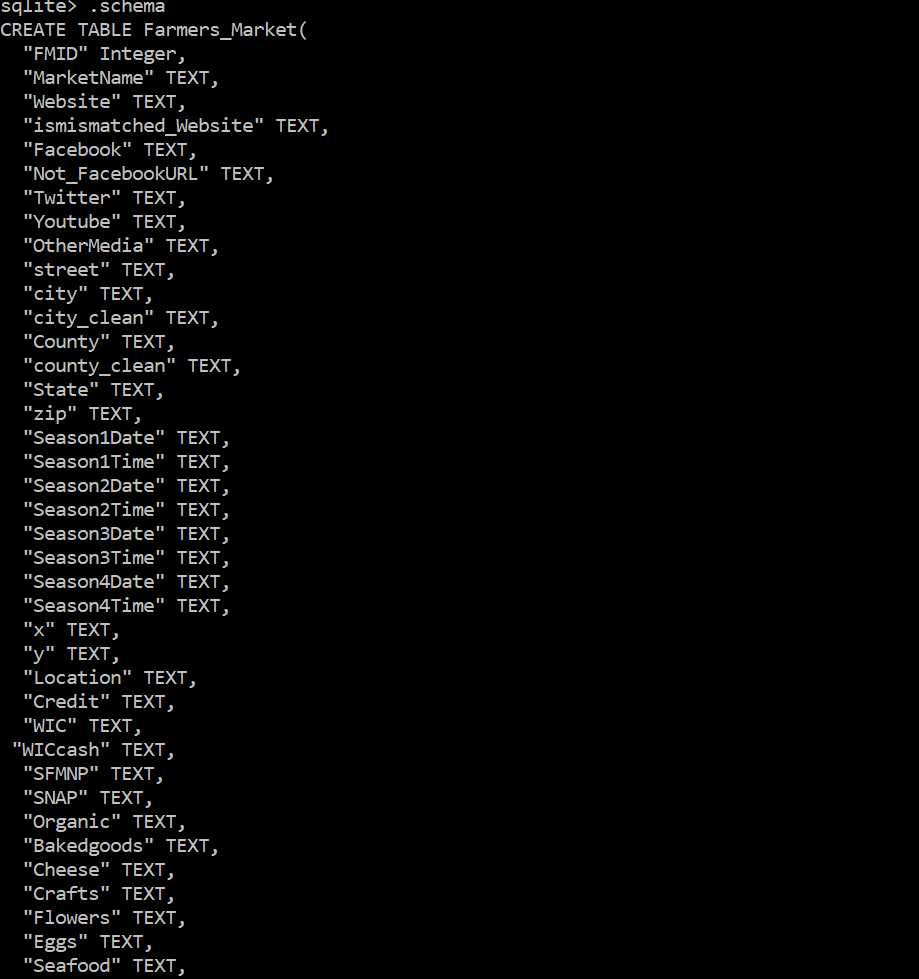 sqlite> .schema
CREATE TABLE Farmers_Market(
"FMID" Integer,
"MarketName" TEXT,
"Website" TEXT,
"ismismatched_Website" TEXT,
"Facebook" TEXT,
"Not_FacebookURL" TEXT,
"Twitter" TEXT,
"Youtube" TEXT,
"OtherMedia" TEXT,
"street" TEXT,
"city" TEXT,
"city_clean" TEXT,
"County" TEXT,
"county_clean" TEXT,
"State" TEXT,
"zip" TEXT,
"Season1Date" TEXT,
"Season1Time" TEXT,
"Season2Date" TEXT,
"Season2Time" TEXT,
"Season3Date" TEXT,
"Season3Time" TEXT,
"Season4Date" TEXT,
"Season4Time" TEXT,
"x" TEXT,
"y" TEXT,
"Location" TEXT,
"Credit" TEXT,
"WIC" TEXT,
"WICcash" TEXT,
"SFMNP" TEXT,
"SNAP" TEXT,
"Organic" TEXT,
"Bakedgoods" TEXT,
"Cheese" TEXT,
"Crafts" TEXT,
"Flowers" TEXT,
"Eggs" TEXT,
"Seafood" TEXT,